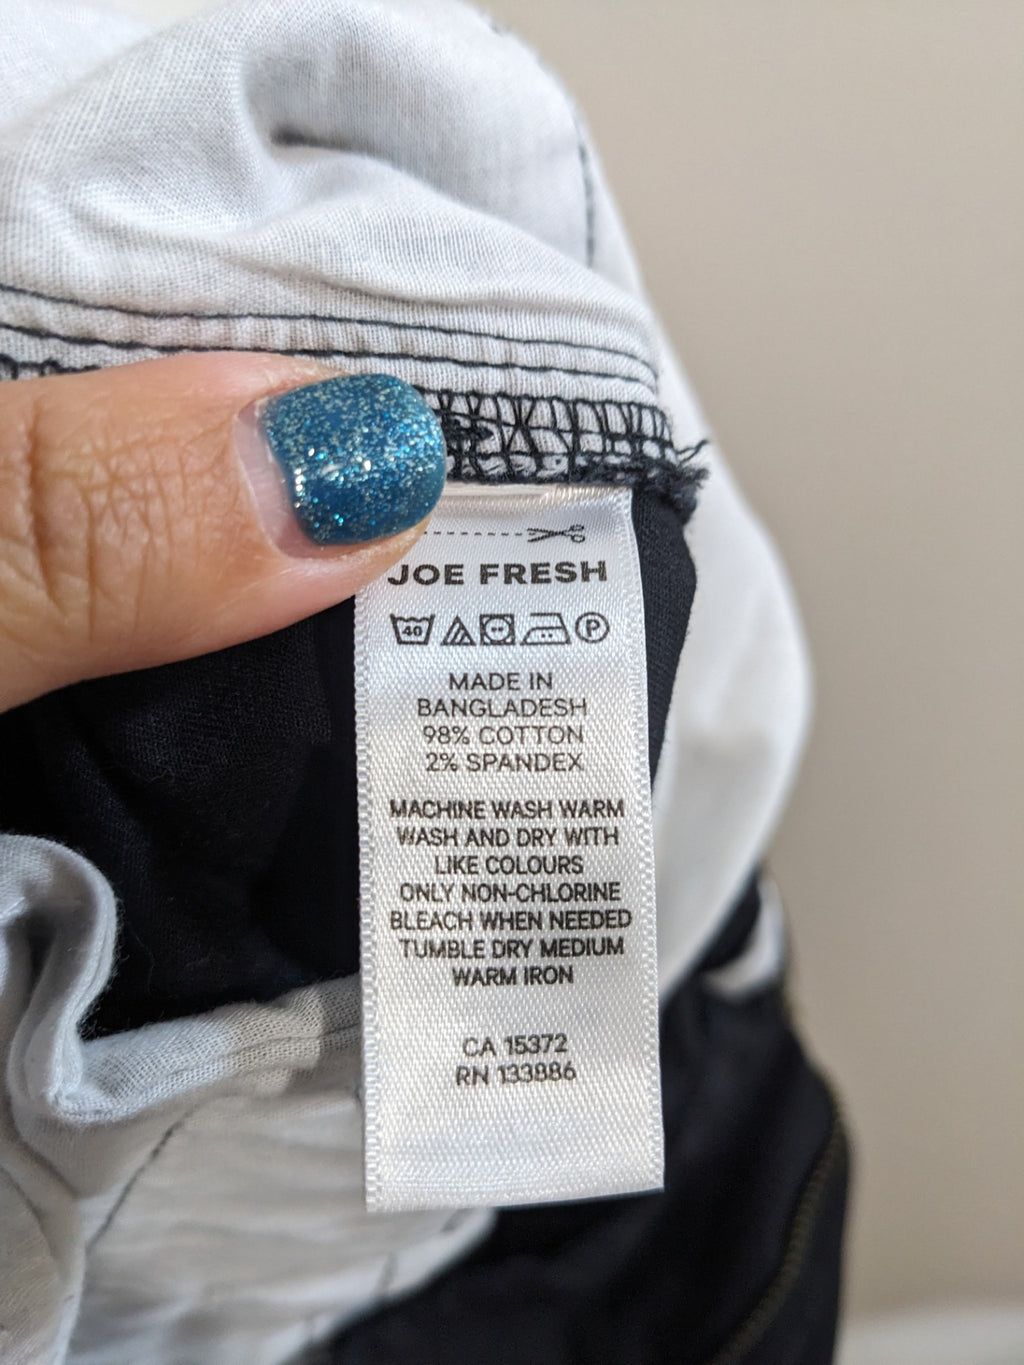 JOE FRESH
40 P
MADE IN
BANGLADESH
98% COTTON
2% SPANDEX
MACHINE WASH WARM
WASH AND DRY WITH
LIKE COLOURS
ONLY NON-CHLORINE
BLEACH WHEN NEEDED
TUMBLE DRY MEDIUM
WARM IRON
CA 15372
RN 133886